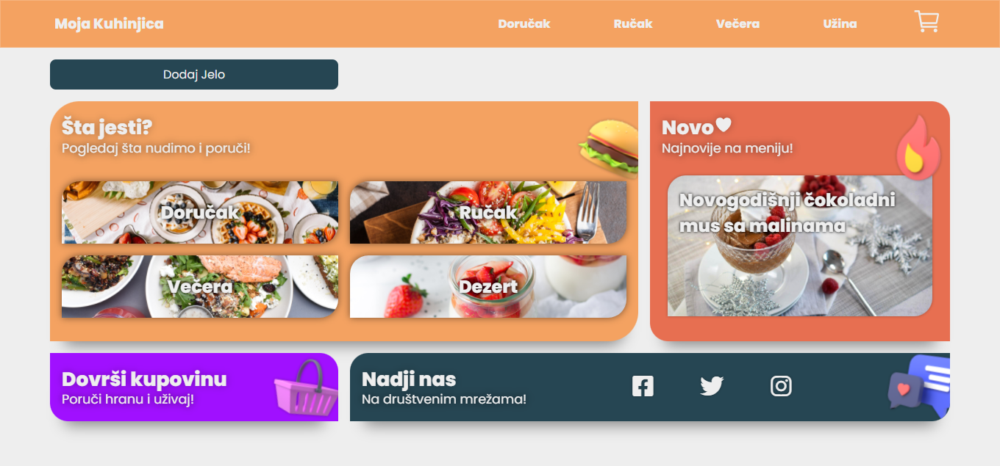 Moja Kuhinjica
Doručak
Ručak
Večera
Užina
Dodaj Jelo
Šta jesti?
Pogledaj šta nudimo i poruči!
Doručak
Ručak
Večera
Dezert
Novo
Najnovije na meniju!
Novogodišnji čokoladni
mus sa malinama
Dovrši kupovinu
Poruči hranu i uživaj!
Nadji nas
Na društvenim mrežama!